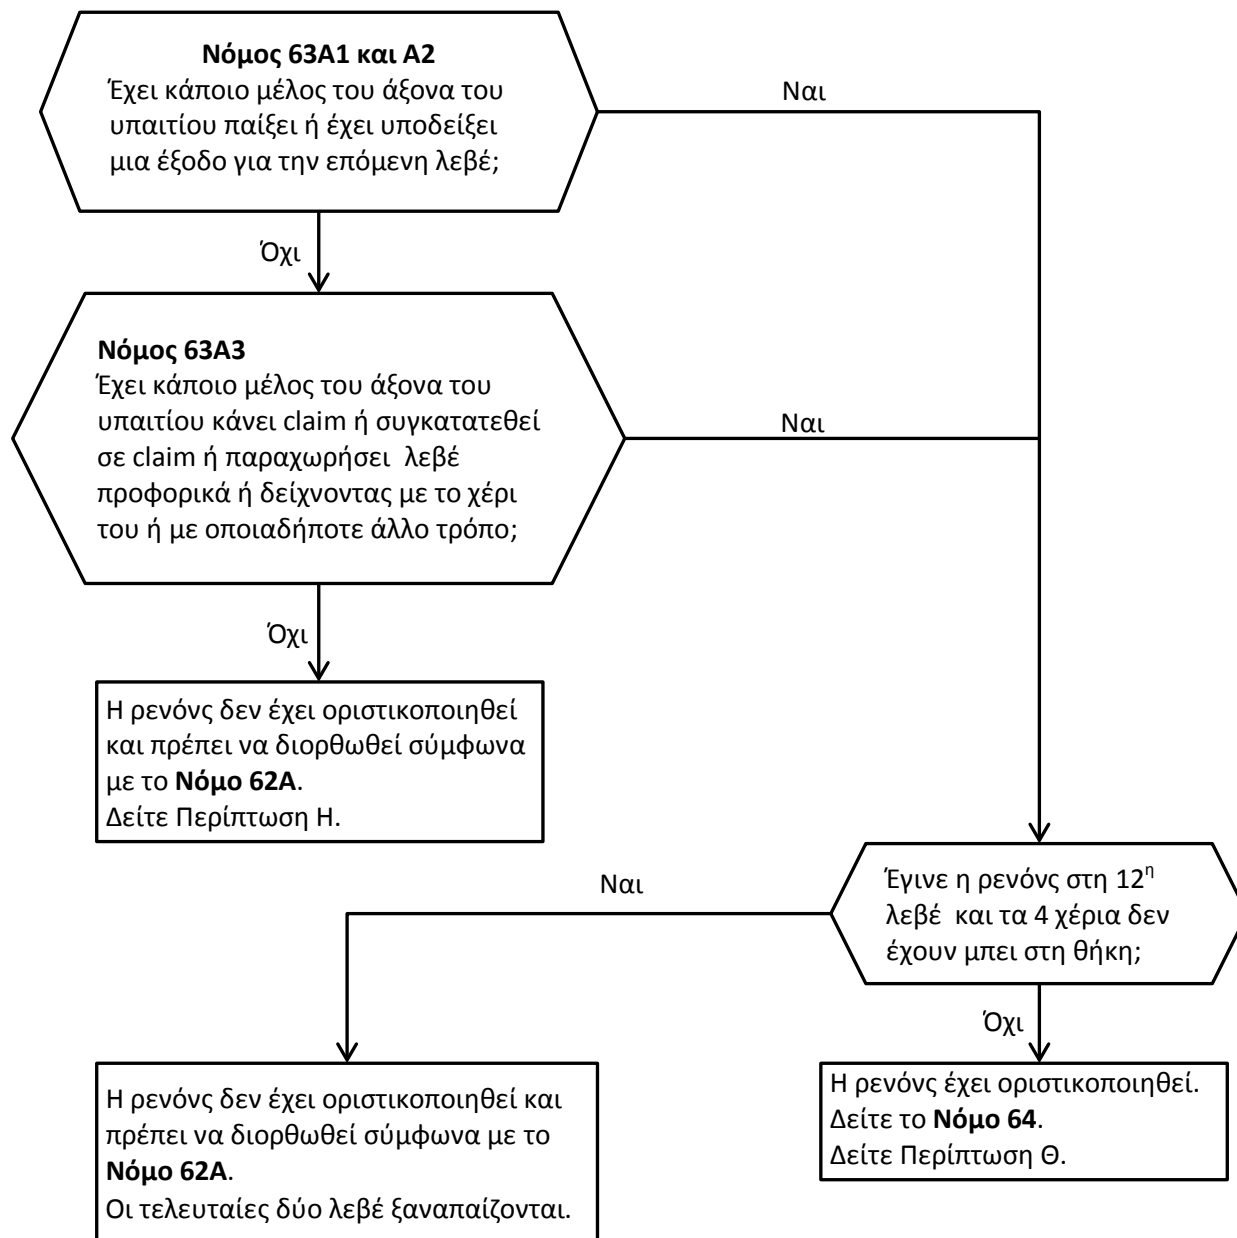 Νόμος 63Α1 και Α2
Έχει κάποιο μέλος του άξονα του
υπαιτίου παίξει ή έχει υποδείξει
μια έξοδο για την επόμενη λεβέ;
Ναι
Όχι
Νόμος 63Α3
Έχει κάποιο μέλος του άξονα του
υπαιτίου κάνει claim ή συγκατατεθεί
σε claim ή παραχωρήσει λεβέ
προφορικά ή δείχνοντας με το χέρι
του ή με οποιαδήποτε άλλο τρόπο;
Ναι
Όχι
Η ρενόνς δεν έχει οριστικοποιηθεί
και πρέπει να διορθωθεί σύμφωνα
με το Νόμο 62Α.
Δείτε Περίπτωση Η.
Έγινε η ρενόνς στη 12η
λεβέ και τα 4 χέρια δεν
έχουν μπει στη θήκη;
Ναι
Όχι
Η ρενόνς δεν έχει οριστικοποιηθεί και
πρέπει να διορθωθεί σύμφωνα με το
Νόμο 62Α.
Οι τελευταίες δύο λεβέ ξαναπαίζονται.
Η ρενόνς έχει οριστικοποιηθεί.
Δείτε το Νόμο 64.
Δείτε Περίπτωση Θ.